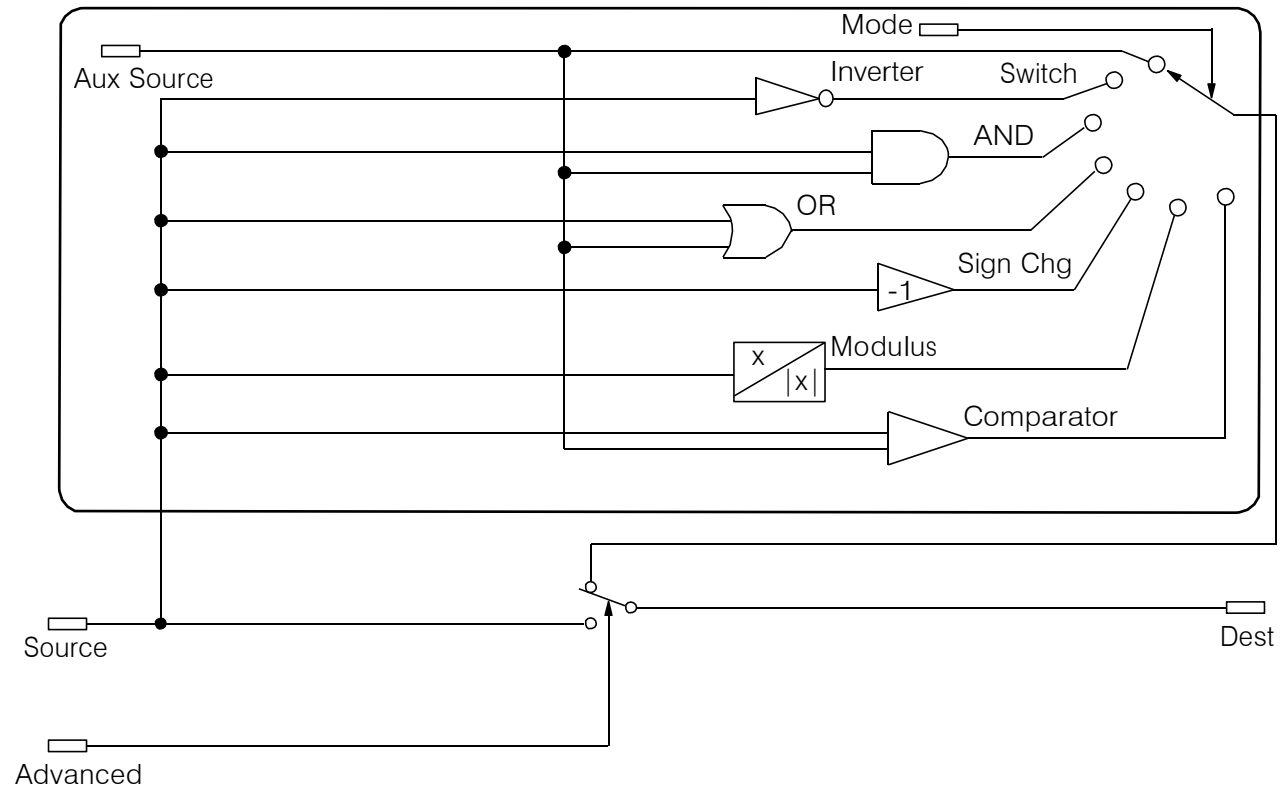 Mode
Aux Source
Inverter
Switch
AND
OR
Sign Chg
-1
Modulus
x
|x|
Comparator
Source
Dest
Advanced